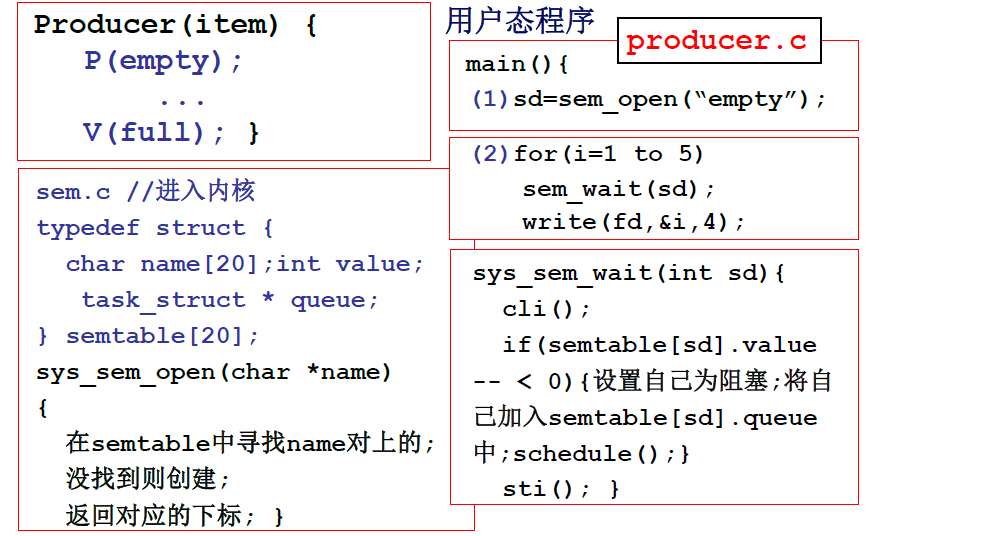 Producer(item) {
P(empty);
...
V(full); }
sem.c //进入内核
typedef struct {
char name[20];int value;
task_struct * queue;
} semtable[20];
sys_sem_open(char *name)
{
在semtable中寻找name对上的;
没找到则创建;
返回对应的下标; }
用户态程序
producer.c
main(){
(1)sd=sem_open(“empty”);
(2)for(i=1 to 5)
sem_wait(sd);
write(fd,&i,4);
sys_sem_wait(int sd){
cli();
if(semtable[sd].value
-- < 0){设置自己为阻塞;将自
己加入semtable[sd].queue
中;schedule();}
sti(); }